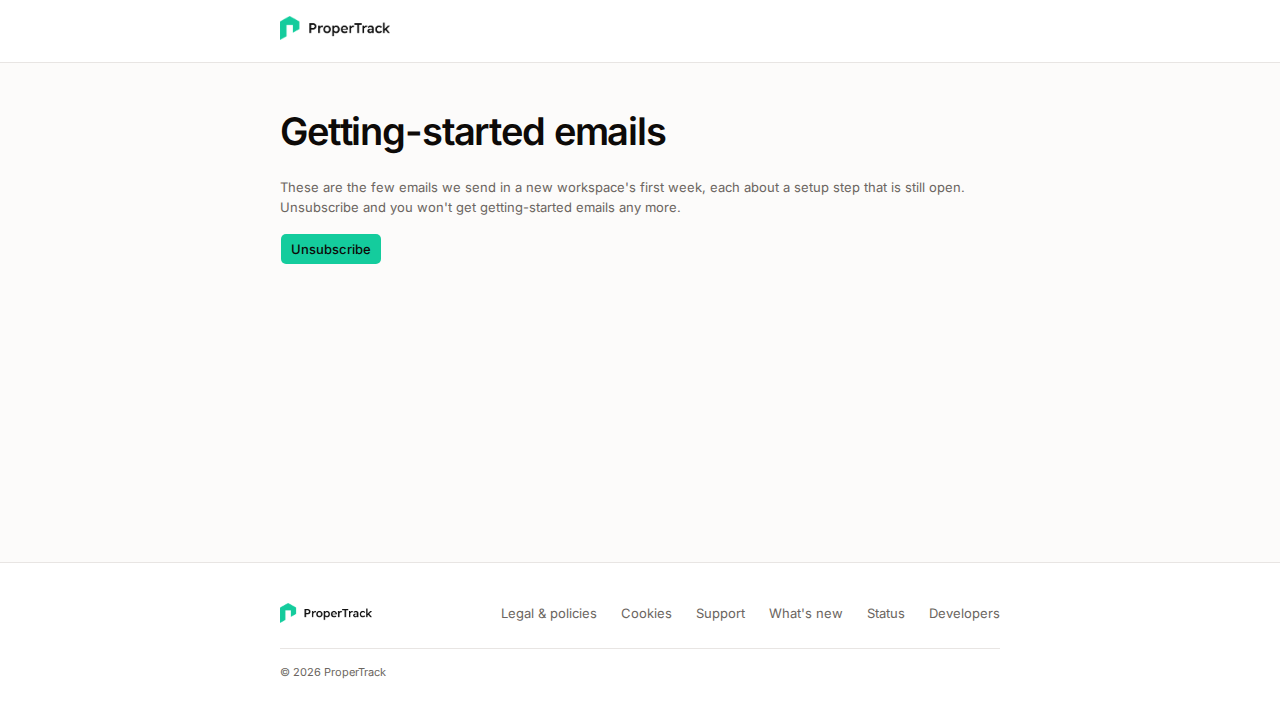 ProperTrack
Getting-started emails
These are the few emails we send in a new workspace's first week, each about a setup step that is still open.
Unsubscribe and you won't get getting-started emails any more.
Unsubscribe
ProperTrack
Legal & policies
Cookies
Support
What's new
Status
Developers
© 2026 ProperTrack